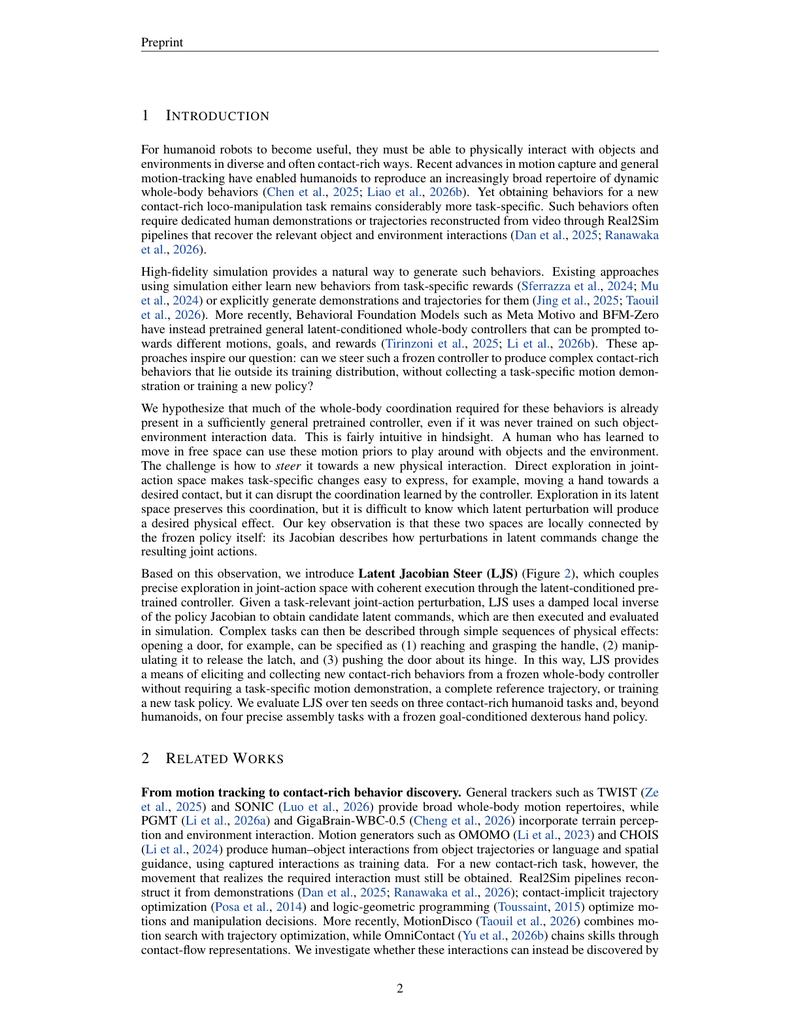 Preprint
1 INTRODUCTION
For humanoid robots to become useful, they must be able to physically interact with objects and
environments in diverse and often contact-rich ways. Recent advances in motion capture and general
motion-tracking have enabled humanoids to reproduce an increasingly broad repertoire of dynamic
whole-body behaviors (Chen et al., 2025; Liao et al., 2026b). Yet obtaining behaviors for a new
contact-rich loco-manipulation task remains considerably more task-specific. Such behaviors often
require dedicated human demonstrations or trajectories reconstructed from video through Real2Sim
pipelines that recover the relevant object and environment interactions (Dan et al., 2025; Ranawaka
et al., 2026).
High-fidelity simulation provides a natural way to generate such behaviors. Existing approaches
using simulation either learn new behaviors from task-specific rewards (Sferrazza et al., 2024; Mu
et al., 2024) or explicitly generate demonstrations and trajectories for them (Jing et al., 2025; Taouil
et al., 2026). More recently, Behavioral Foundation Models such as Meta Motivo and BFM-Zero
have instead pretrained general latent-conditioned whole-body controllers that can be prompted to-
wards different motions, goals, and rewards (Tirinzoni et al., 2025; Li et al., 2026b). These ap-
proaches inspire our question: can we steer such a frozen controller to produce complex contact-rich
behaviors that lie outside its training distribution, without collecting a task-specific motion demon-
stration or training a new policy?
We hypothesize that much of the whole-body coordination required for these behaviors is already
present in a sufficiently general pretrained controller, even if it was never trained on such object-
environment interaction data. This is fairly intuitive in hindsight. A human who has learned to
move in free space can use these motion priors to play around with objects and the environment.
The challenge is how to steer it towards a new physical interaction. Direct exploration in joint-
action space makes task-specific changes easy to express, for example, moving a hand towards a
desired contact, but it can disrupt the coordination learned by the controller. Exploration in its latent
space preserves this coordination, but it is difficult to know which latent perturbation will produce
a desired physical effect. Our key observation is that these two spaces are locally connected by
the frozen policy itself: its Jacobian describes how perturbations in latent commands change the
resulting joint actions.
Based on this observation, we introduce Latent Jacobian Steer (LJS) (Figure 2), which couples
precise exploration in joint-action space with coherent execution through the latent-conditioned pre-
trained controller. Given a task-relevant joint-action perturbation, LJS uses a damped local inverse
of the policy Jacobian to obtain candidate latent commands, which are then executed and evaluated
in simulation. Complex tasks can then be described through simple sequences of physical effects:
opening a door, for example, can be specified as (1) reaching and grasping the handle, (2) manip-
ulating it to release the latch, and (3) pushing the door about its hinge. In this way, LJS provides
a means of eliciting and collecting new contact-rich behaviors from a frozen whole-body controller
without requiring a task-specific motion demonstration, a complete reference trajectory, or training
a new task policy. We evaluate LJS over ten seeds on three contact-rich humanoid tasks and, beyond
humanoids, on four precise assembly tasks with a frozen goal-conditioned dexterous hand policy.
2 RELATED WORKS
From motion tracking to contact-rich behavior discovery. General trackers such as TWIST (Ze
et al., 2025) and SONIC (Luo et al., 2026) provide broad whole-body motion repertoires, while
PGMT (Li et al., 2026a) and GigaBrain-WBC-0.5 (Cheng et al., 2026) incorporate terrain percep-
tion and environment interaction. Motion generators such as OMOMO (Li et al., 2023) and CHOIS
(Li et al., 2024) produce human–object interactions from object trajectories or language and spatial
guidance, using captured interactions as training data. For a new contact-rich task, however, the
movement that realizes the required interaction must still be obtained. Real2Sim pipelines recon-
struct it from demonstrations (Dan et al., 2025; Ranawaka et al., 2026); contact-implicit trajectory
optimization (Posa et al., 2014) and logic-geometric programming (Toussaint, 2015) optimize mo-
tions and manipulation decisions. More recently, MotionDisco (Taouil et al., 2026) combines mo-
tion search with trajectory optimization, while OmniContact (Yu et al., 2026b) chains skills through
contact-flow representations. We investigate whether these interactions can instead be discovered by
2